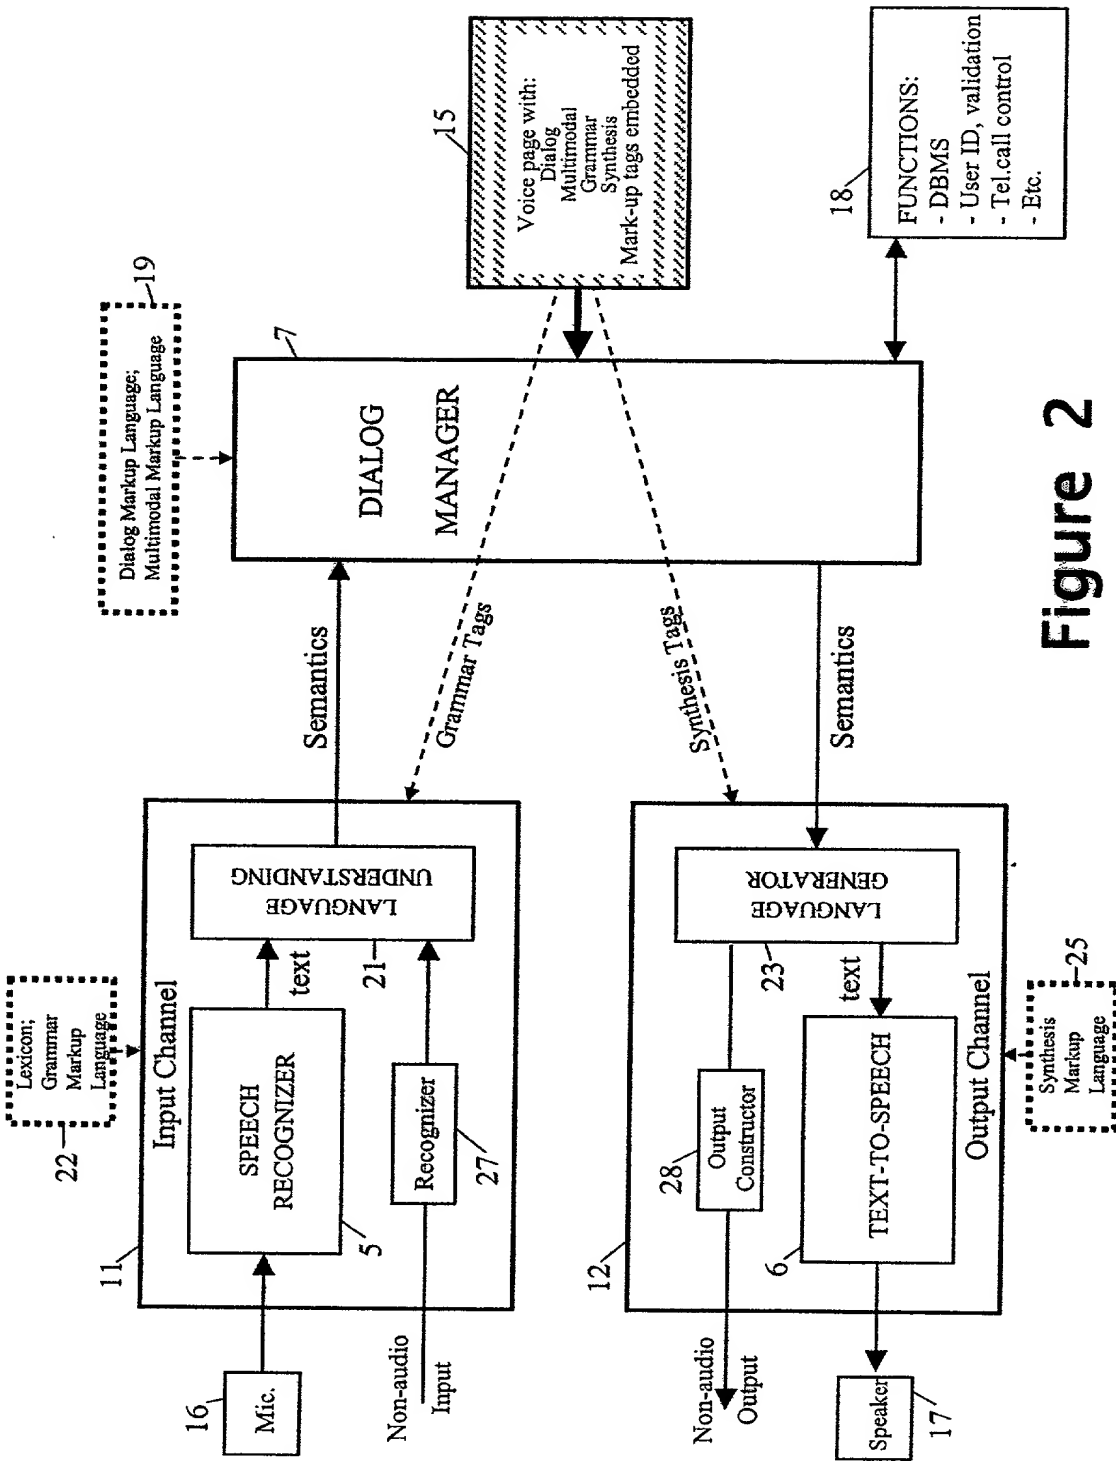 22
Lexicon;
Grammar
Markup
Language
19
Dialog Markup Language;
Multimodal Markup Language
11
Input Channel
16
Mic.
SPEECH
RECOGNIZER
5
text
LANGUAGE
UNDERSTANDING
21
Non-audio
Input
Recognizer
27
Semantics
Grammar Tags
7
DIALOG
MANAGER
15
Voice page with:
Dialog
Multimodal
Grammar
Synthesis
Mark-up tags embedded
12
Non-audio
Output
28
Output
Constructor
LANGUAGE
GENERATOR
23
text
6
TEXT-TO-SPEECH
Speaker
17
Output Channel
Synthesis Tags
Semantics
18
FUNCTIONS:
- DBMS
- User ID, validation
- Tel.call control
- Etc.
Synthesis
Markup
Language
25
Figure 2